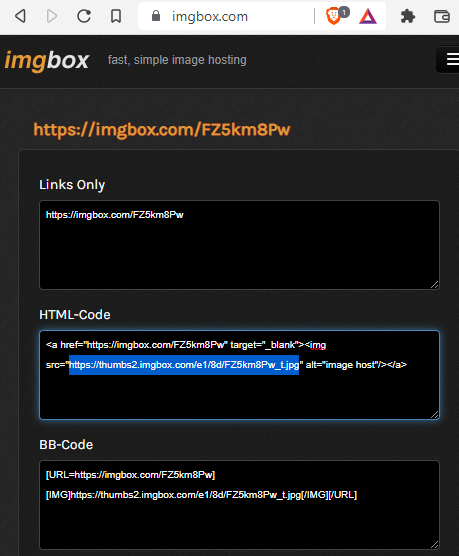 imgbox.com
1
imgbox fast, simple image hosting
https://imgbox.com/FZ5km8Pw
Links Only
https://imgbox.com/FZ5km8Pw
HTML-Code
<a href="https://imgbox.com/FZ5km8Pw" target="_blank"><img
src="https://thumbs2.imgbox.com/e1/8d/FZ5km8Pw_t.jpg" alt="image host"/></a>
BB-Code
[URL=https://imgbox.com/FZ5km8Pw]
[IMG]https://thumbs2.imgbox.com/e1/8d/FZ5km8Pw_t.jpg[/IMG][/URL]